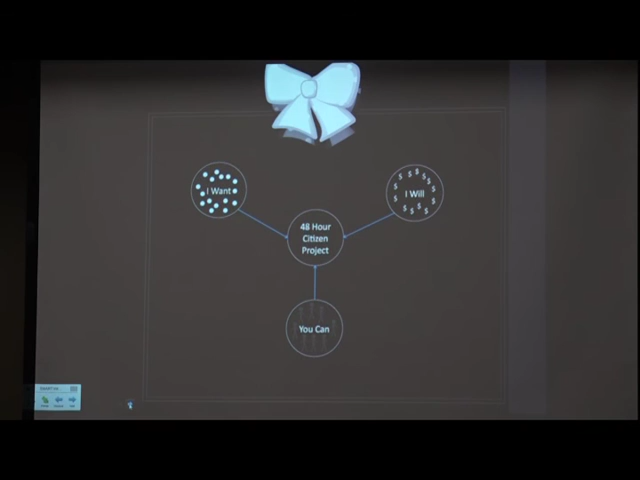 I Want
I Will
48 Hour
Citizen
Project
You Can